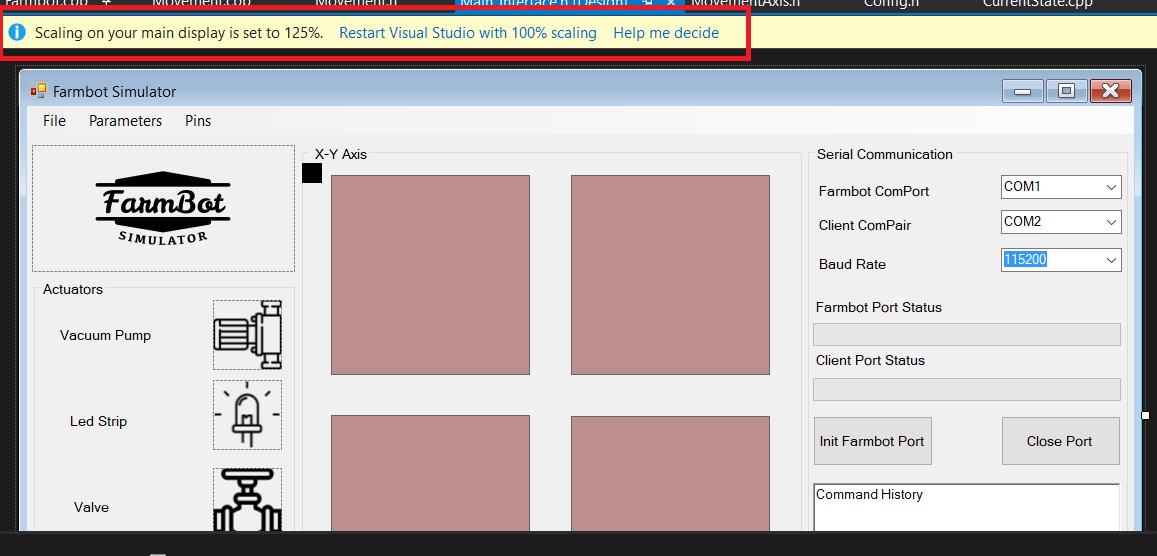 Farmbot.cpp Movement.cpp Movement.h Main_Interface.h [Design] MovementAxis.h Config.h CurrentState.cpp
Scaling on your main display is set to 125%. Restart Visual Studio with 100% scaling Help me decide
Farmbot Simulator
File Parameters Pins
FarmBot
SIMULATOR
Actuators
Vacuum Pump
Led Strip
Valve
X-Y Axis
Serial Communication
Farmbot ComPort COM1
Client ComPair COM2
Baud Rate 115200
Farmbot Port Status
Client Port Status
Init Farmbot Port Close Port
Command History